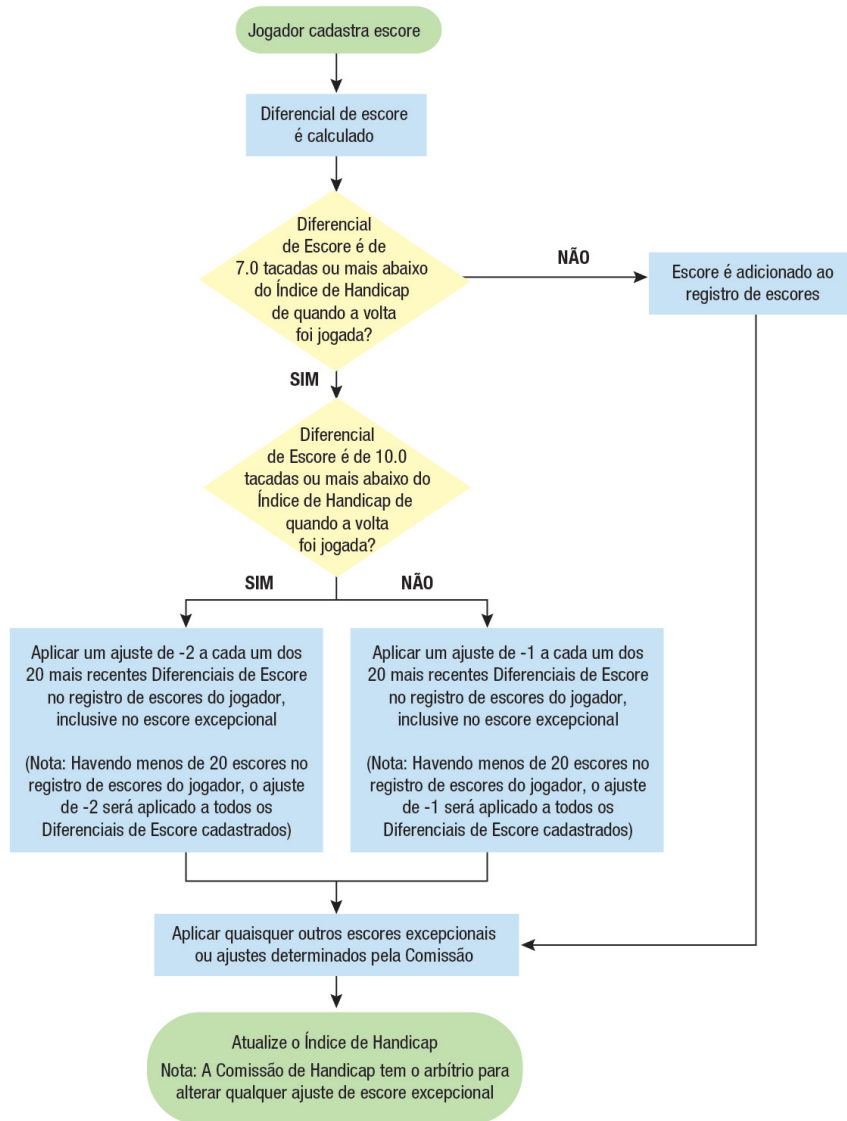 Jogador cadastra escore
Diferencial de escore
é calculado
Diferencial
de Escore é de
7.0 tacadas ou mais abaixo
do Índice de Handicap
de quando a volta
foi jogada?
NÃO
Escore é adicionado ao
registro de escores
SIM
Diferencial
de Escore é de 10.0
tacadas ou mais abaixo do
Índice de Handicap de
quando a volta
foi jogada?
SIM
NÃO
Aplicar um ajuste de -2 a cada um dos
20 mais recentes Diferenciais de Escore
no registro de escores do jogador,
inclusive no escore excepcional
(Nota: Havendo menos de 20 escores no
registro de escores do jogador, o ajuste
de -2 será aplicado a todos os
Diferenciais de Escore cadastrados)
Aplicar um ajuste de -1 a cada um dos
20 mais recentes Diferenciais de Escore
no registro de escores do jogador,
inclusive no escore excepcional
(Nota: Havendo menos de 20 escores no
registro de escores do jogador, o ajuste
de -1 será aplicado a todos os
Diferenciais de Escore cadastrados)
Aplicar quaisquer outros escores excepcionais
ou ajustes determinados pela Comissão
Atualize o Índice de Handicap
Nota: A Comissão de Handicap tem o arbítrio para
alterar qualquer ajuste de escore excepcional